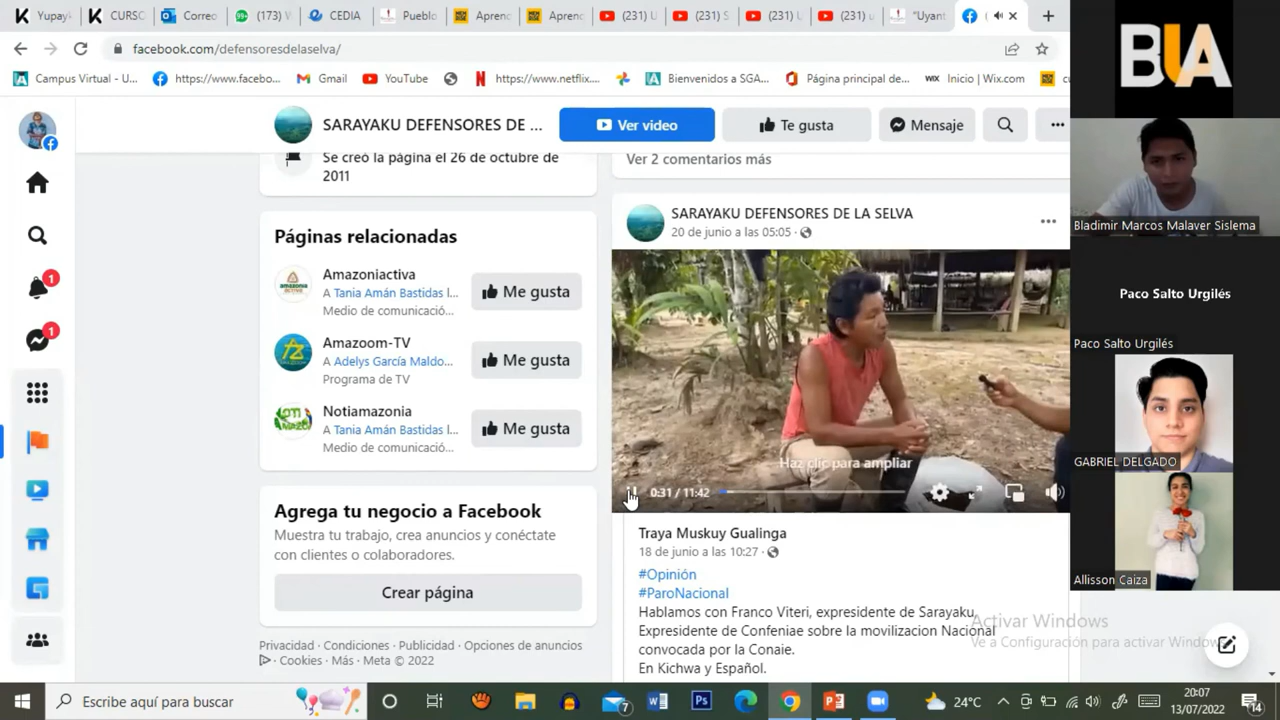 Yupayk
CURSC
Correo
(173) W
CEDIA
Pueblo
Aprenc
Aprenc
(231) U
(231) S
(231) U
(231) u
"Uyant
facebook.com/defensoresdelaselva/
Campus Virtual - U...
https://www.facebo...
Gmail
YouTube
https://www.netflix....
Bienvenidos a SGA...
Página principal de...
WIX
Inicio | Wix.com
SARAYAKU DEFENSORES DE ...
Ver video
Te gusta
Mensaje
Se creó la página el 26 de octubre de
2011
Ver 2 comentarios más
Páginas relacionadas
Amazoniactiva
A Tania Amán Bastidas l...
Medio de comunicació...
Me gusta
Amazoom-TV
A Adelys García Maldo...
Programa de TV
Me gusta
Notiamazonia
A Tania Amán Bastidas l...
Medio de comunicació...
Me gusta
Agrega tu negocio a Facebook
Muestra tu trabajo, crea anuncios y conéctate
con clientes o colaboradores.
Crear página
Privacidad · Condiciones · Publicidad · Opciones de anuncios
· Cookies · Más · Meta © 2022
SARAYAKU DEFENSORES DE LA SELVA
20 de junio a las 05:05 ·
Haz clic para ampliar
0:31 / 11:42
Traya Muskuy Gualinga
18 de junio a las 10:27 ·
#Opinión
#ParoNacional
Hablamos con Franco Viteri, expresidente de Sarayaku,
Expresidente de Confeniae sobre la movilizacion Nacional
convocada por la Conaie.
En Kichwa y Español.
Activar Windows
Ve a Configuración para activar Windows.
BUA
Bladimir Marcos Malaver Sislema
Paco Salto Urgilés
Paco Salto Urgilés
GABRIEL DELGADO
Allisson Caiza
1
1
Escribe aquí para buscar
7
24°C
20:07
13/07/2022
14